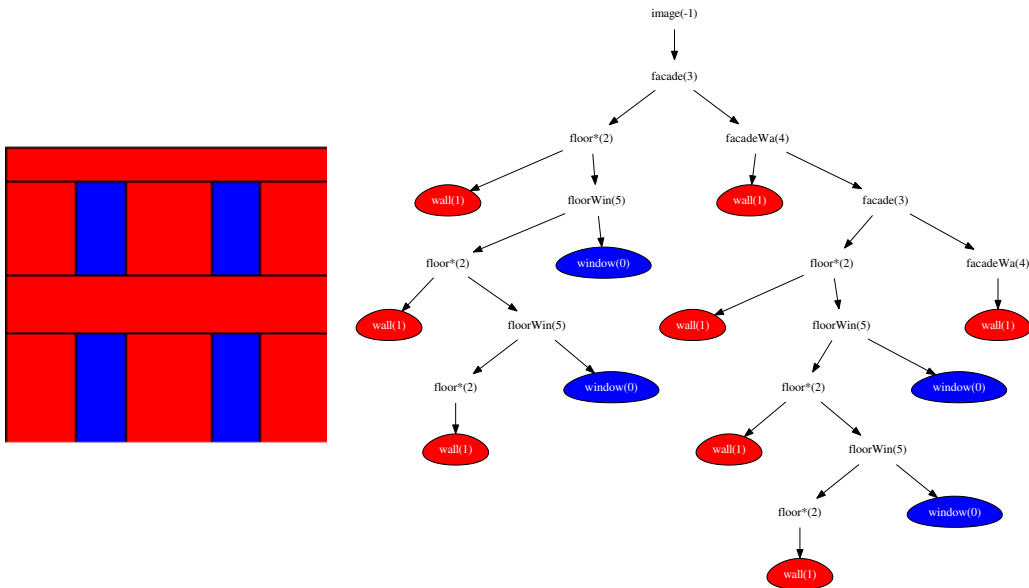 image(-1)
facade(3)
floor*(2) facadeWa(4)
wall(1) floorWin(5) wall(1) facade(3)
floor*(2) window(0) floor*(2) facadeWa(4)
wall(1) floorWin(5) wall(1) floorWin(5) wall(1)
floor*(2) window(0) floor*(2) window(0)
wall(1) wall(1) floorWin(5)
floor*(2) window(0)
wall(1)